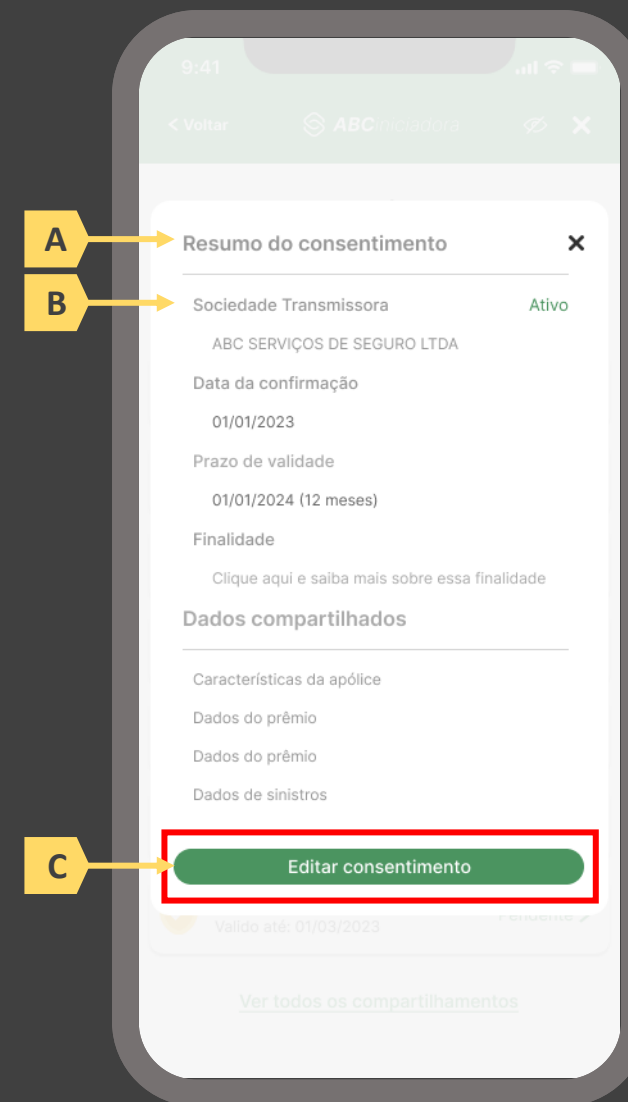 9:41
< Voltar ABCiniciadora
A
Resumo do consentimento
B
Sociedade Transmissora Ativo
ABC SERVIÇOS DE SEGURO LTDA
Data da confirmação
01/01/2023
Prazo de validade
01/01/2024 (12 meses)
Finalidade
Clique aqui e saiba mais sobre essa finalidade
Dados compartilhados
Características da apólice
Dados do prêmio
Dados do prêmio
Dados de sinistros
C
Editar consentimento
Valido até: 01/03/2023 Pendente >
Ver todos os compartilhamentos